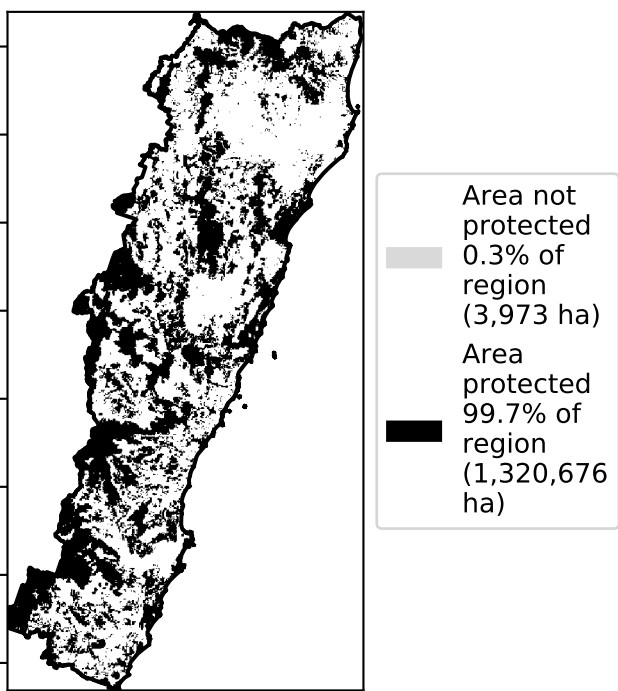 Area not
protected
0.3% of
region
(3,973 ha)
Area
protected
99.7% of
region
(1,320,676
ha)